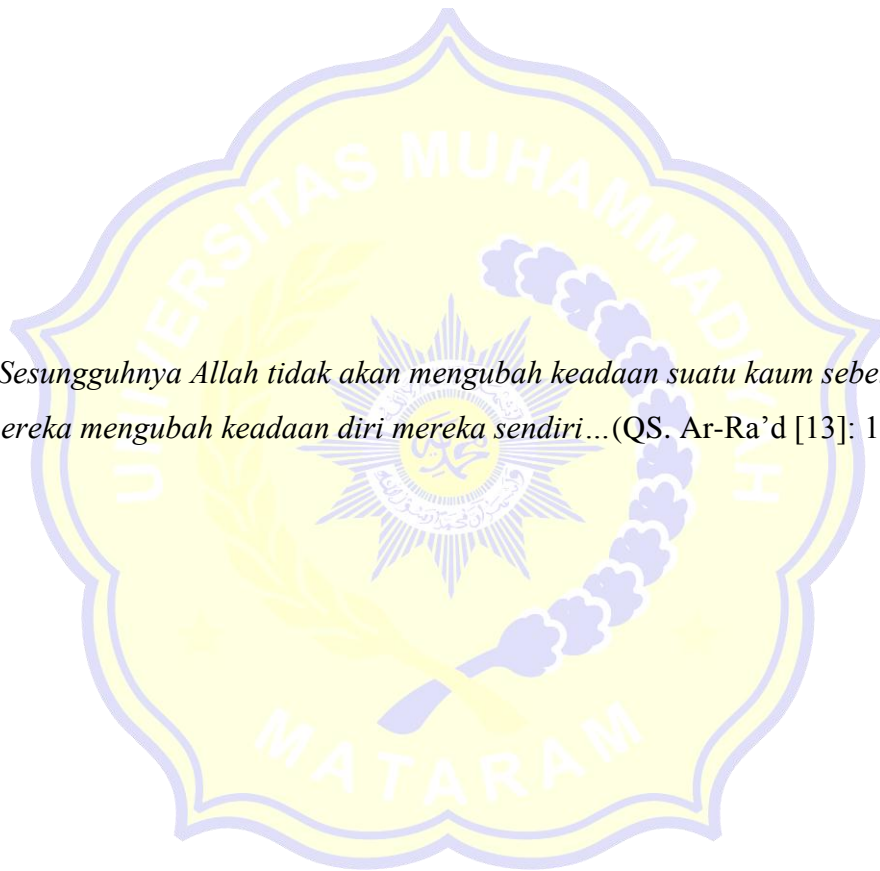 UNIVERSITAS MUHAMMADIYAH
Sesungguhnya Allah tidak akan mengubah keadaan suatu kaum sebe
ereka mengubah keadaan diri mereka sendiri…(QS. Ar-Ra’d [13]: 1
MATARAM